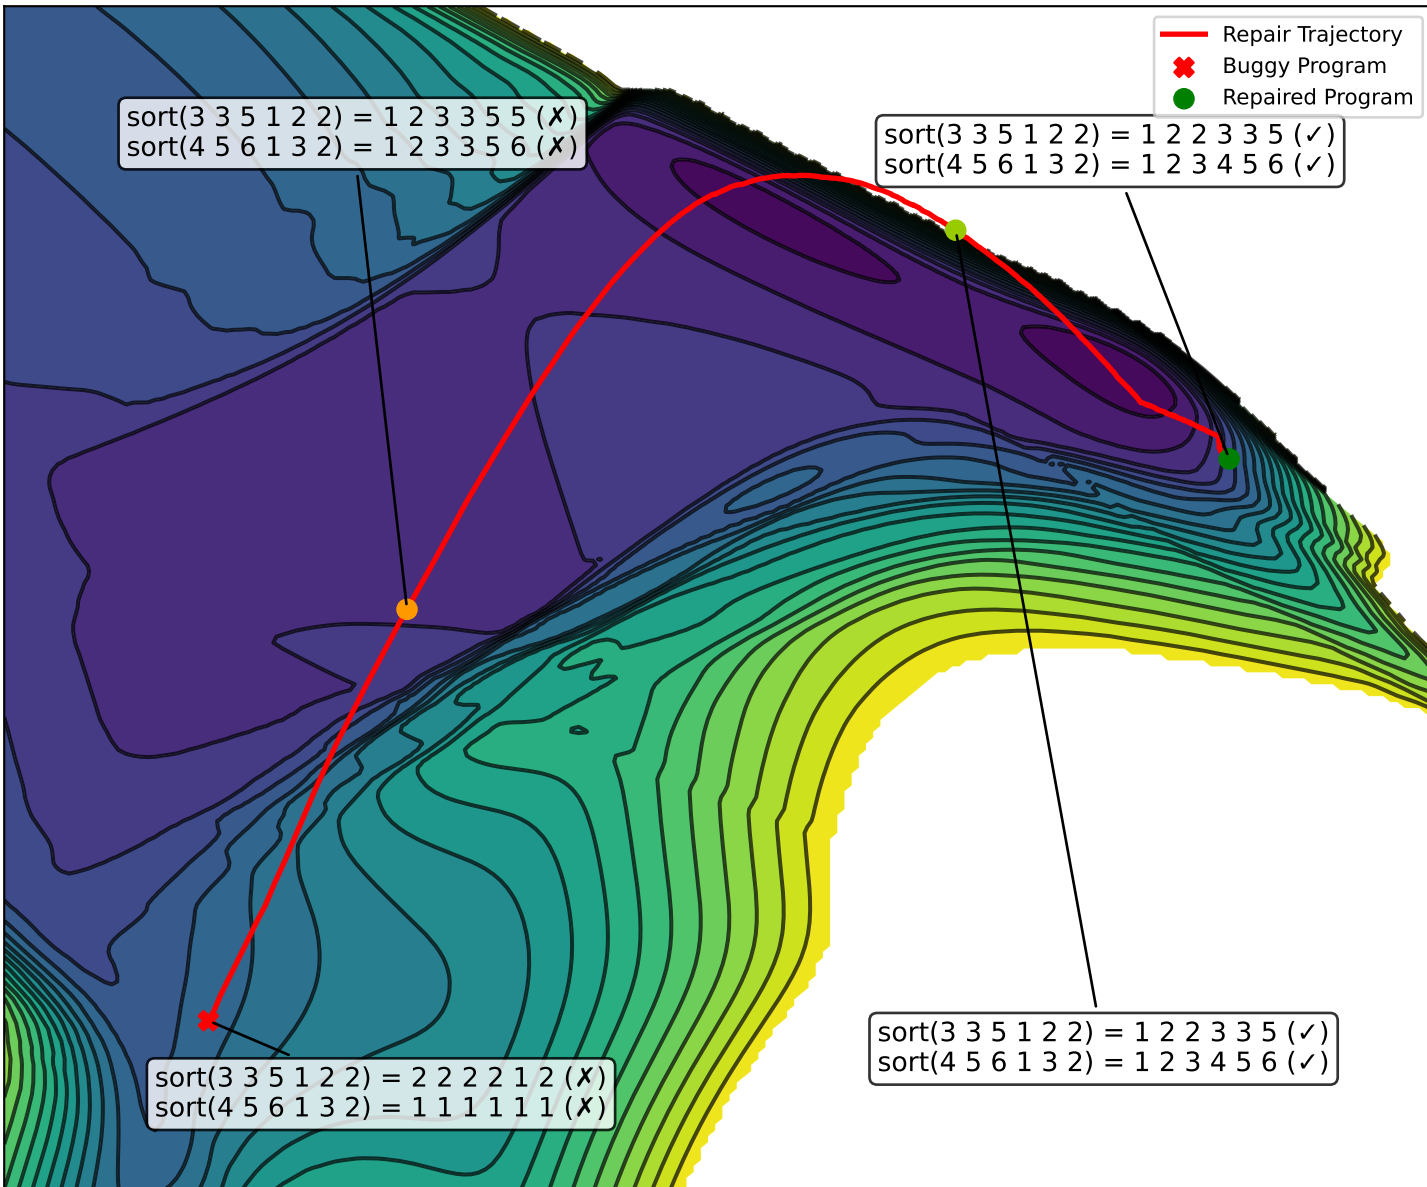 Repair Trajectory
Buggy Program
Repaired Program
sort(3 3 5 1 2 2) = 1 2 3 3 5 5 (✗)
sort(4 5 6 1 3 2) = 1 2 3 3 5 6 (✗)
sort(3 3 5 1 2 2) = 1 2 2 3 3 5 (✓)
sort(4 5 6 1 3 2) = 1 2 3 4 5 6 (✓)
sort(3 3 5 1 2 2) = 1 2 2 3 3 5 (✓)
sort(4 5 6 1 3 2) = 1 2 3 4 5 6 (✓)
sort(3 3 5 1 2 2) = 2 2 2 2 1 2 (✗)
sort(4 5 6 1 3 2) = 1 1 1 1 1 1 (✗)